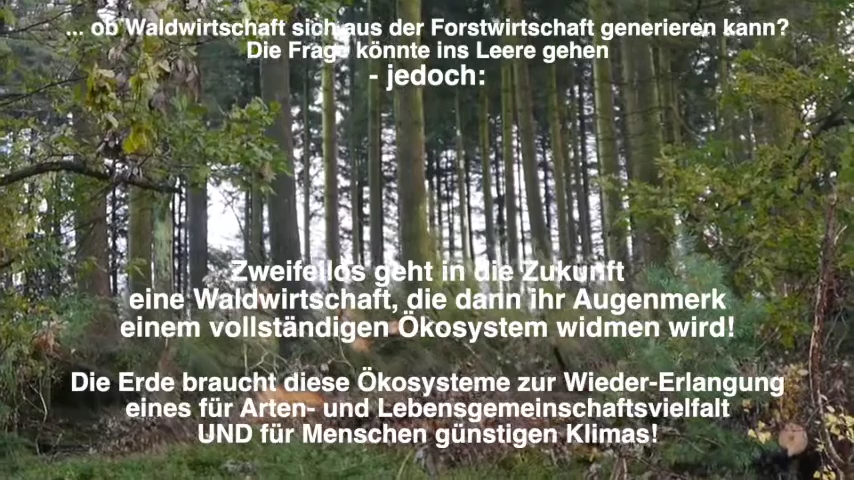 ... ob Waldwirtschaft sich aus der Forstwirtschaft generieren kann?
Die Frage könnte ins Leere gehen
- jedoch:
Zweifellos geht in die Zukunft
eine Waldwirtschaft, die dann ihr Augenmerk
einem vollständigen Ökosystem widmen wird!
Die Erde braucht diese Ökosysteme zur Wieder-Erlangung
eines für Arten- und Lebensgemeinschaftsvielfalt
UND für Menschen günstigen Klimas!